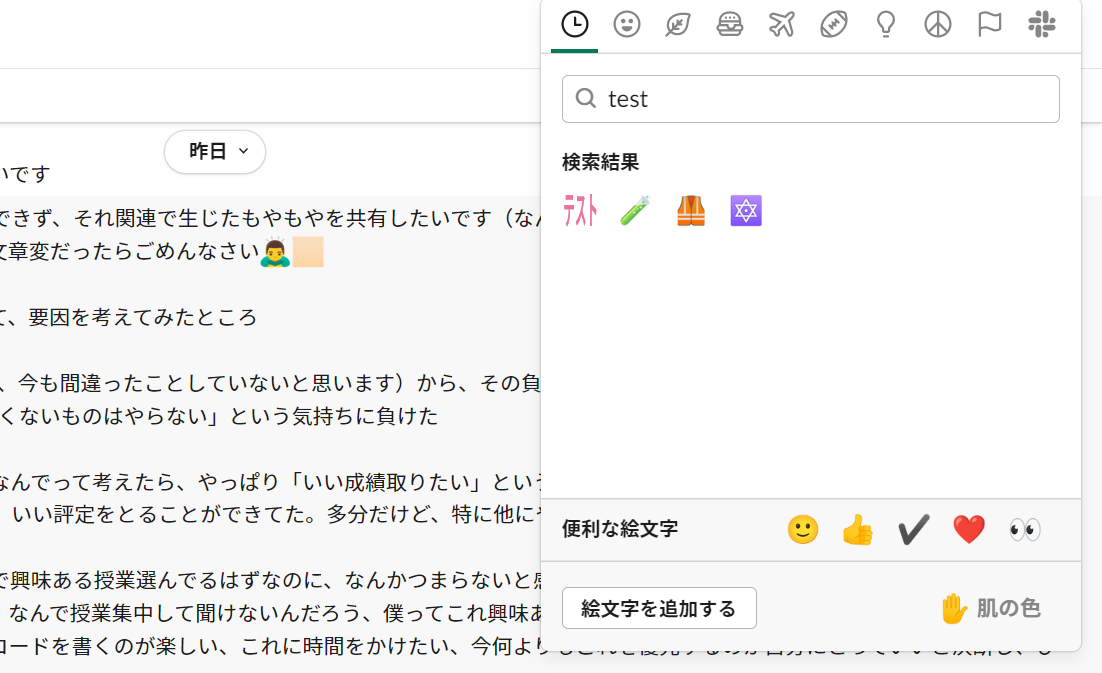 test
検索結果
テスト
昨日
いです
できず、それ関連で生じたもやもやを共有したいです（なん
文章変だったらごめんなさい🙇‍♂️
て、要因を考えてみたところ
、今も間違ったことしていないと思います）から、その負
くないものはやらない」という気持ちに負けた
なんでって考えたら、やっぱり「いい成績取りたい」という
いい評定をとることができてた。多分だけど、特に他にや
で興味ある授業選んでるはずなのに、なんかつまらないと感
なんで授業集中して聞けないんだろう、僕ってこれ興味あ
コードを書くのが楽しい、これに時間をかけたい、今何より
便利な絵文字
絵文字を追加する
肌の色